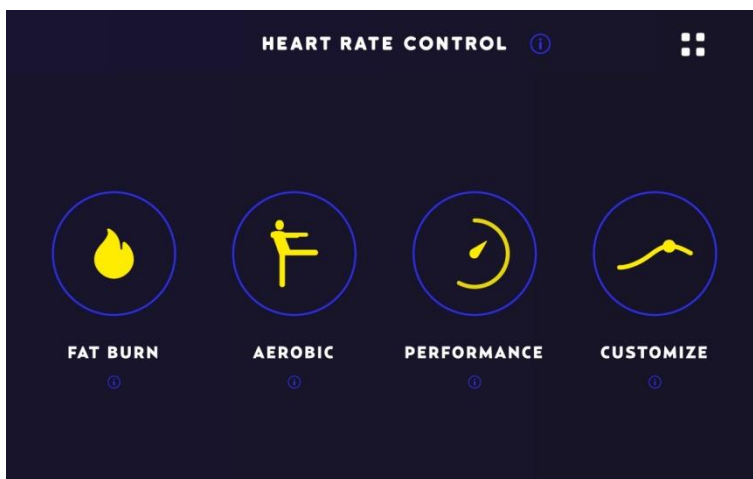 HEART RATE CONTROL
FAT BURN
AEROBIC
PERFORMANCE
CUSTOMIZE